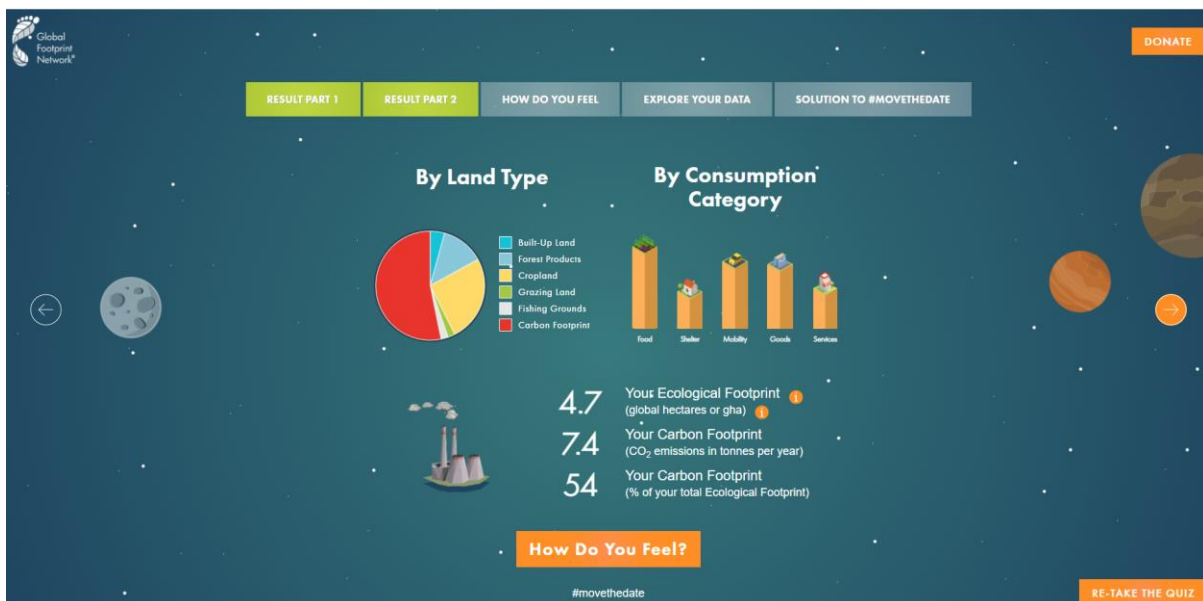 Global
Footprint
Network®
DONATE
RESULT PART 1
RESULT PART 2
HOW DO YOU FEEL
EXPLORE YOUR DATA
SOLUTION TO #MOVETHEDATE
By Land Type
Built-Up Land
Forest Products
Cropland
Grazing Land
Fishing Grounds
Carbon Footprint
By Consumption
Category
Food
Shelter
Mobility
Goods
Services
4.7
Your Ecological Footprint i
(global hectares or gha) i
7.4
Your Carbon Footprint
(CO₂ emissions in tonnes per year)
54
Your Carbon Footprint
(% of your total Ecological Footprint)
How Do You Feel?
#movethedate
RE-TAKE THE QUIZ